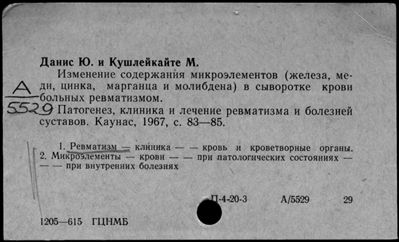 Данис Ю. и Кушлейкайте М.
Изменение содержания микроэлементов (железа, ме-
ди, цинка, марганца и молибдена) в сыворотке крови
больных ревматизмом.
А
5529
Патогенез, клиника и лечение ревматизма и болезней
суставов. Каунас, 1967, с. 83—85.
1. Ревматизм — клиника — — кровь и кроветворные органы.
2. Микроэлементы — крови — — при патологических состояниях —
— — при внутренних болезнях
П-4-20-3 А/5529 29
1205—615 ГЦНМБ